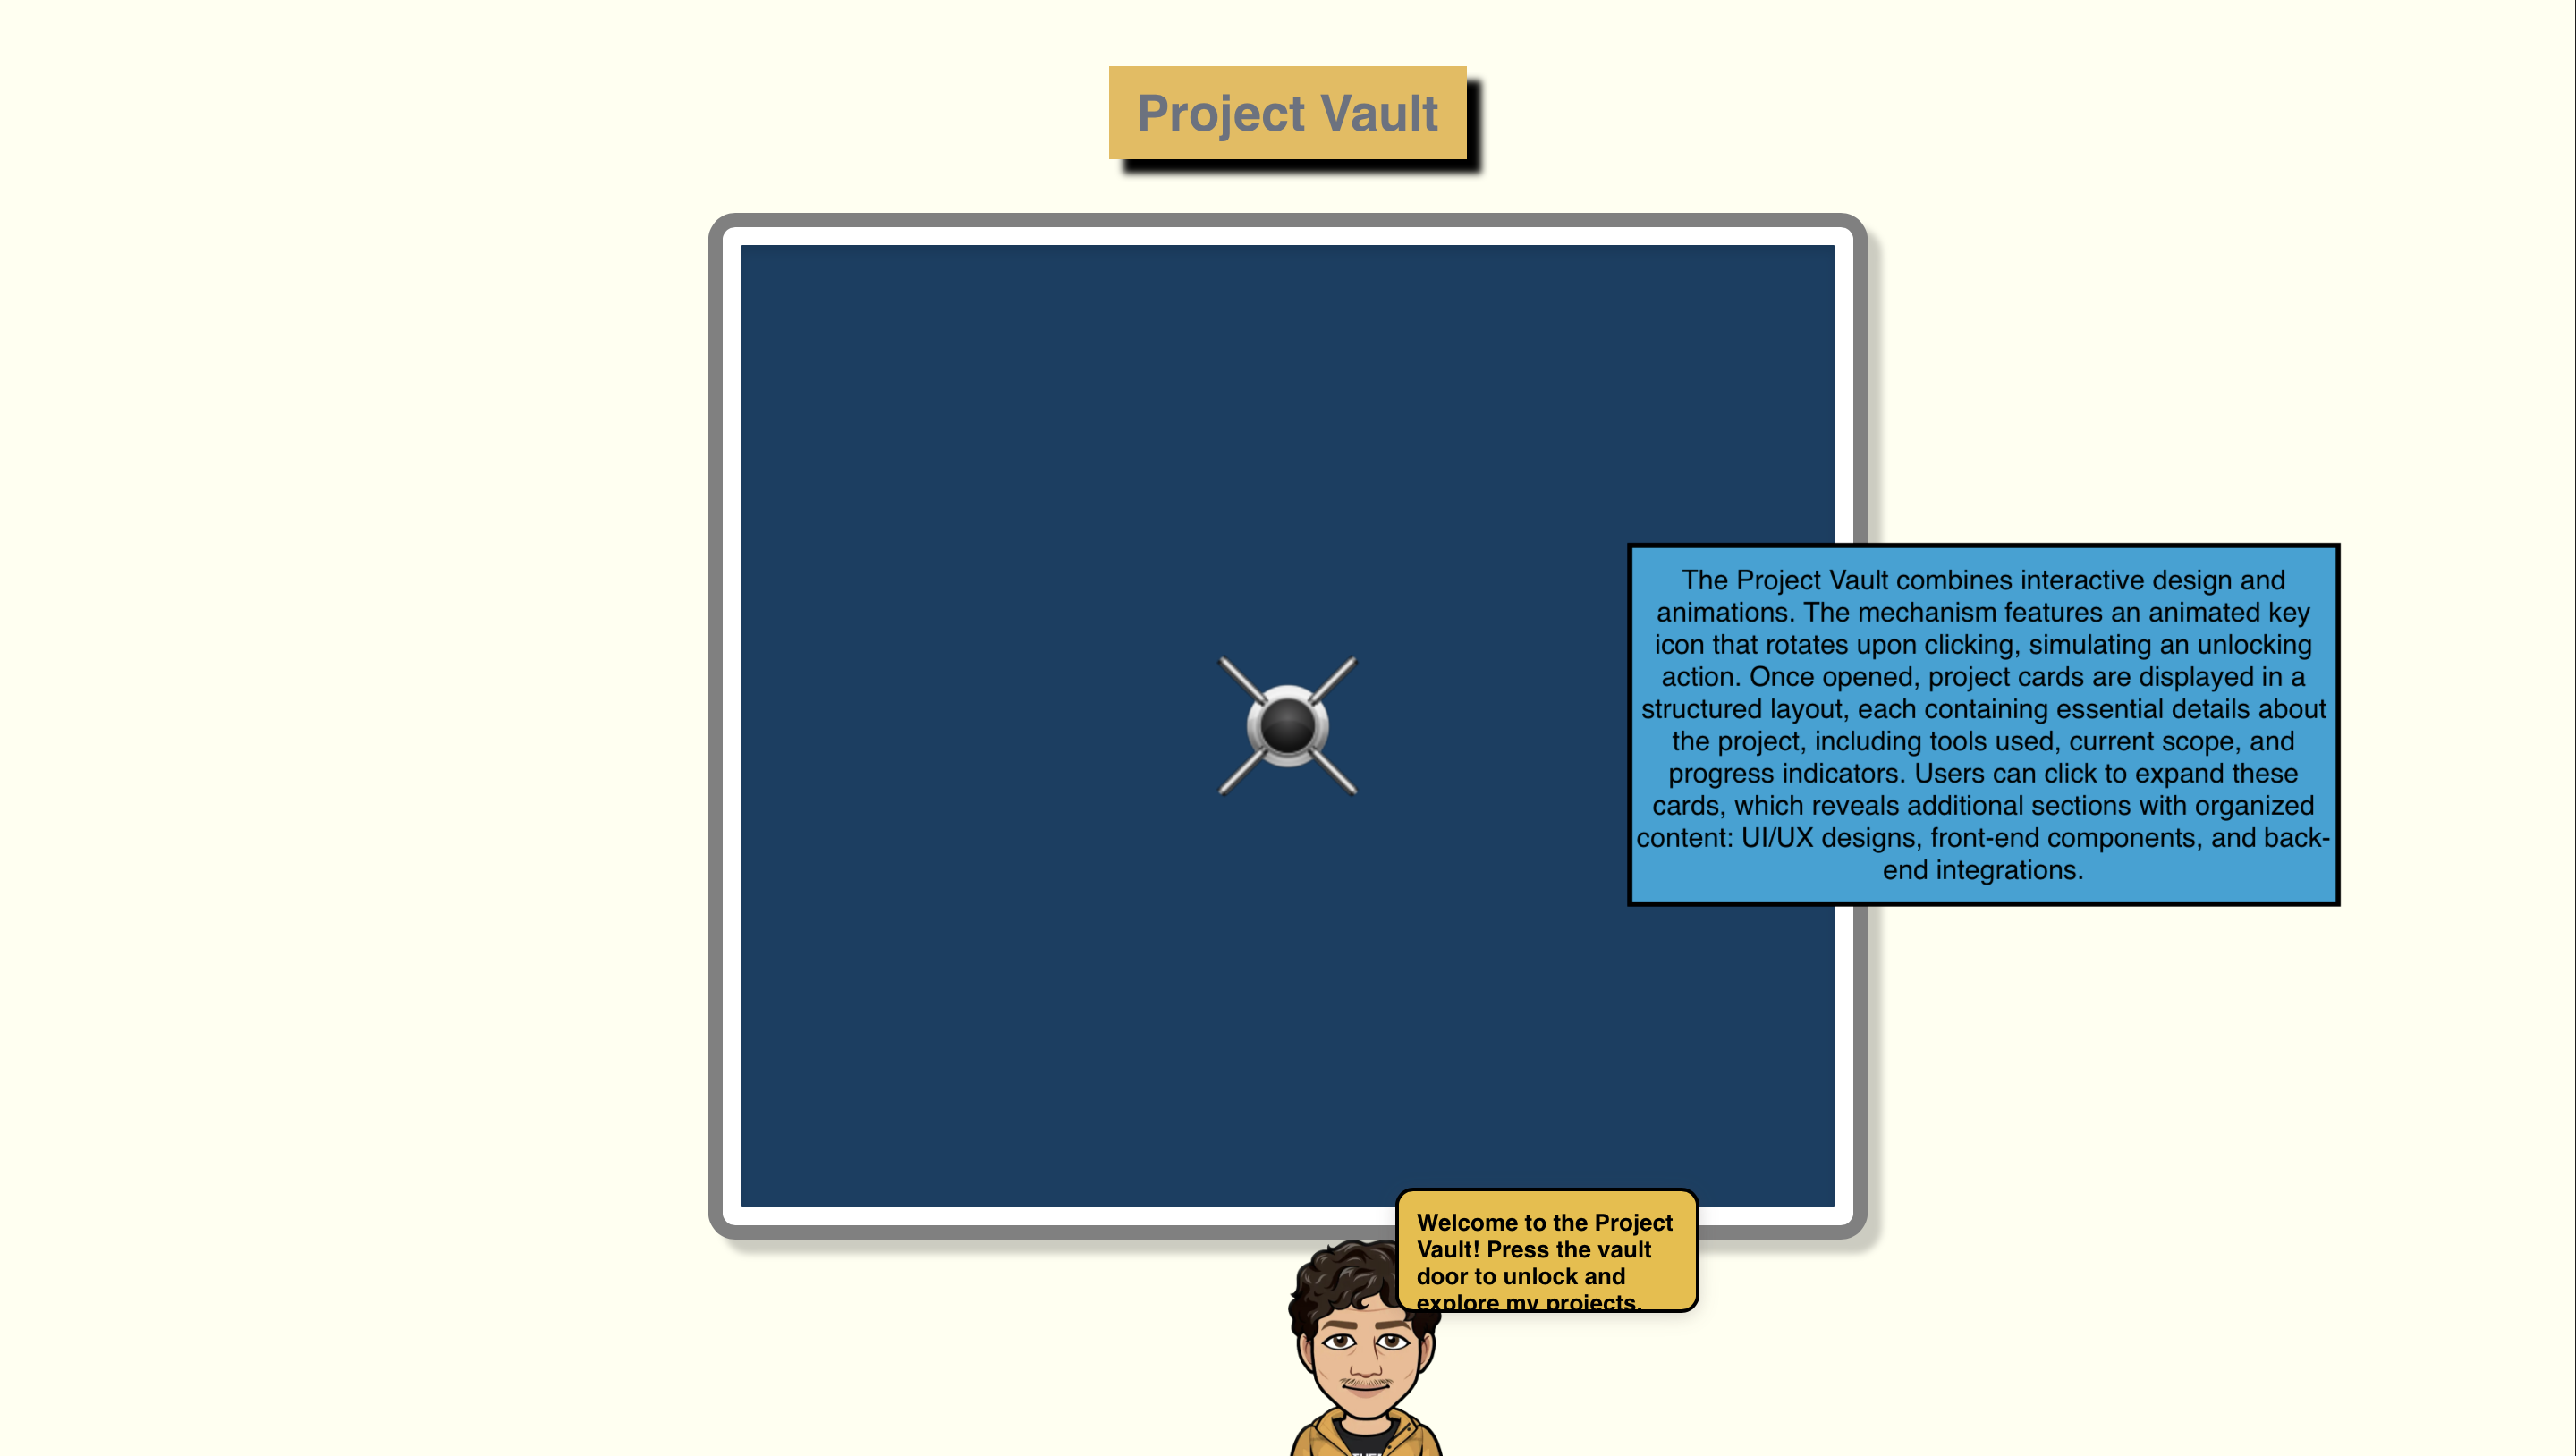 Project Vault
The Project Vault combines interactive design and
animations. The mechanism features an animated key
icon that rotates upon clicking, simulating an unlocking
action. Once opened, project cards are displayed in a
structured layout, each containing essential details about
the project, including tools used, current scope, and
progress indicators. Users can click to expand these
cards, which reveals additional sections with organized
content: UI/UX designs, front-end components, and back-
end integrations.
Welcome to the Project
Vault! Press the vault
door to unlock and
explore my projects.